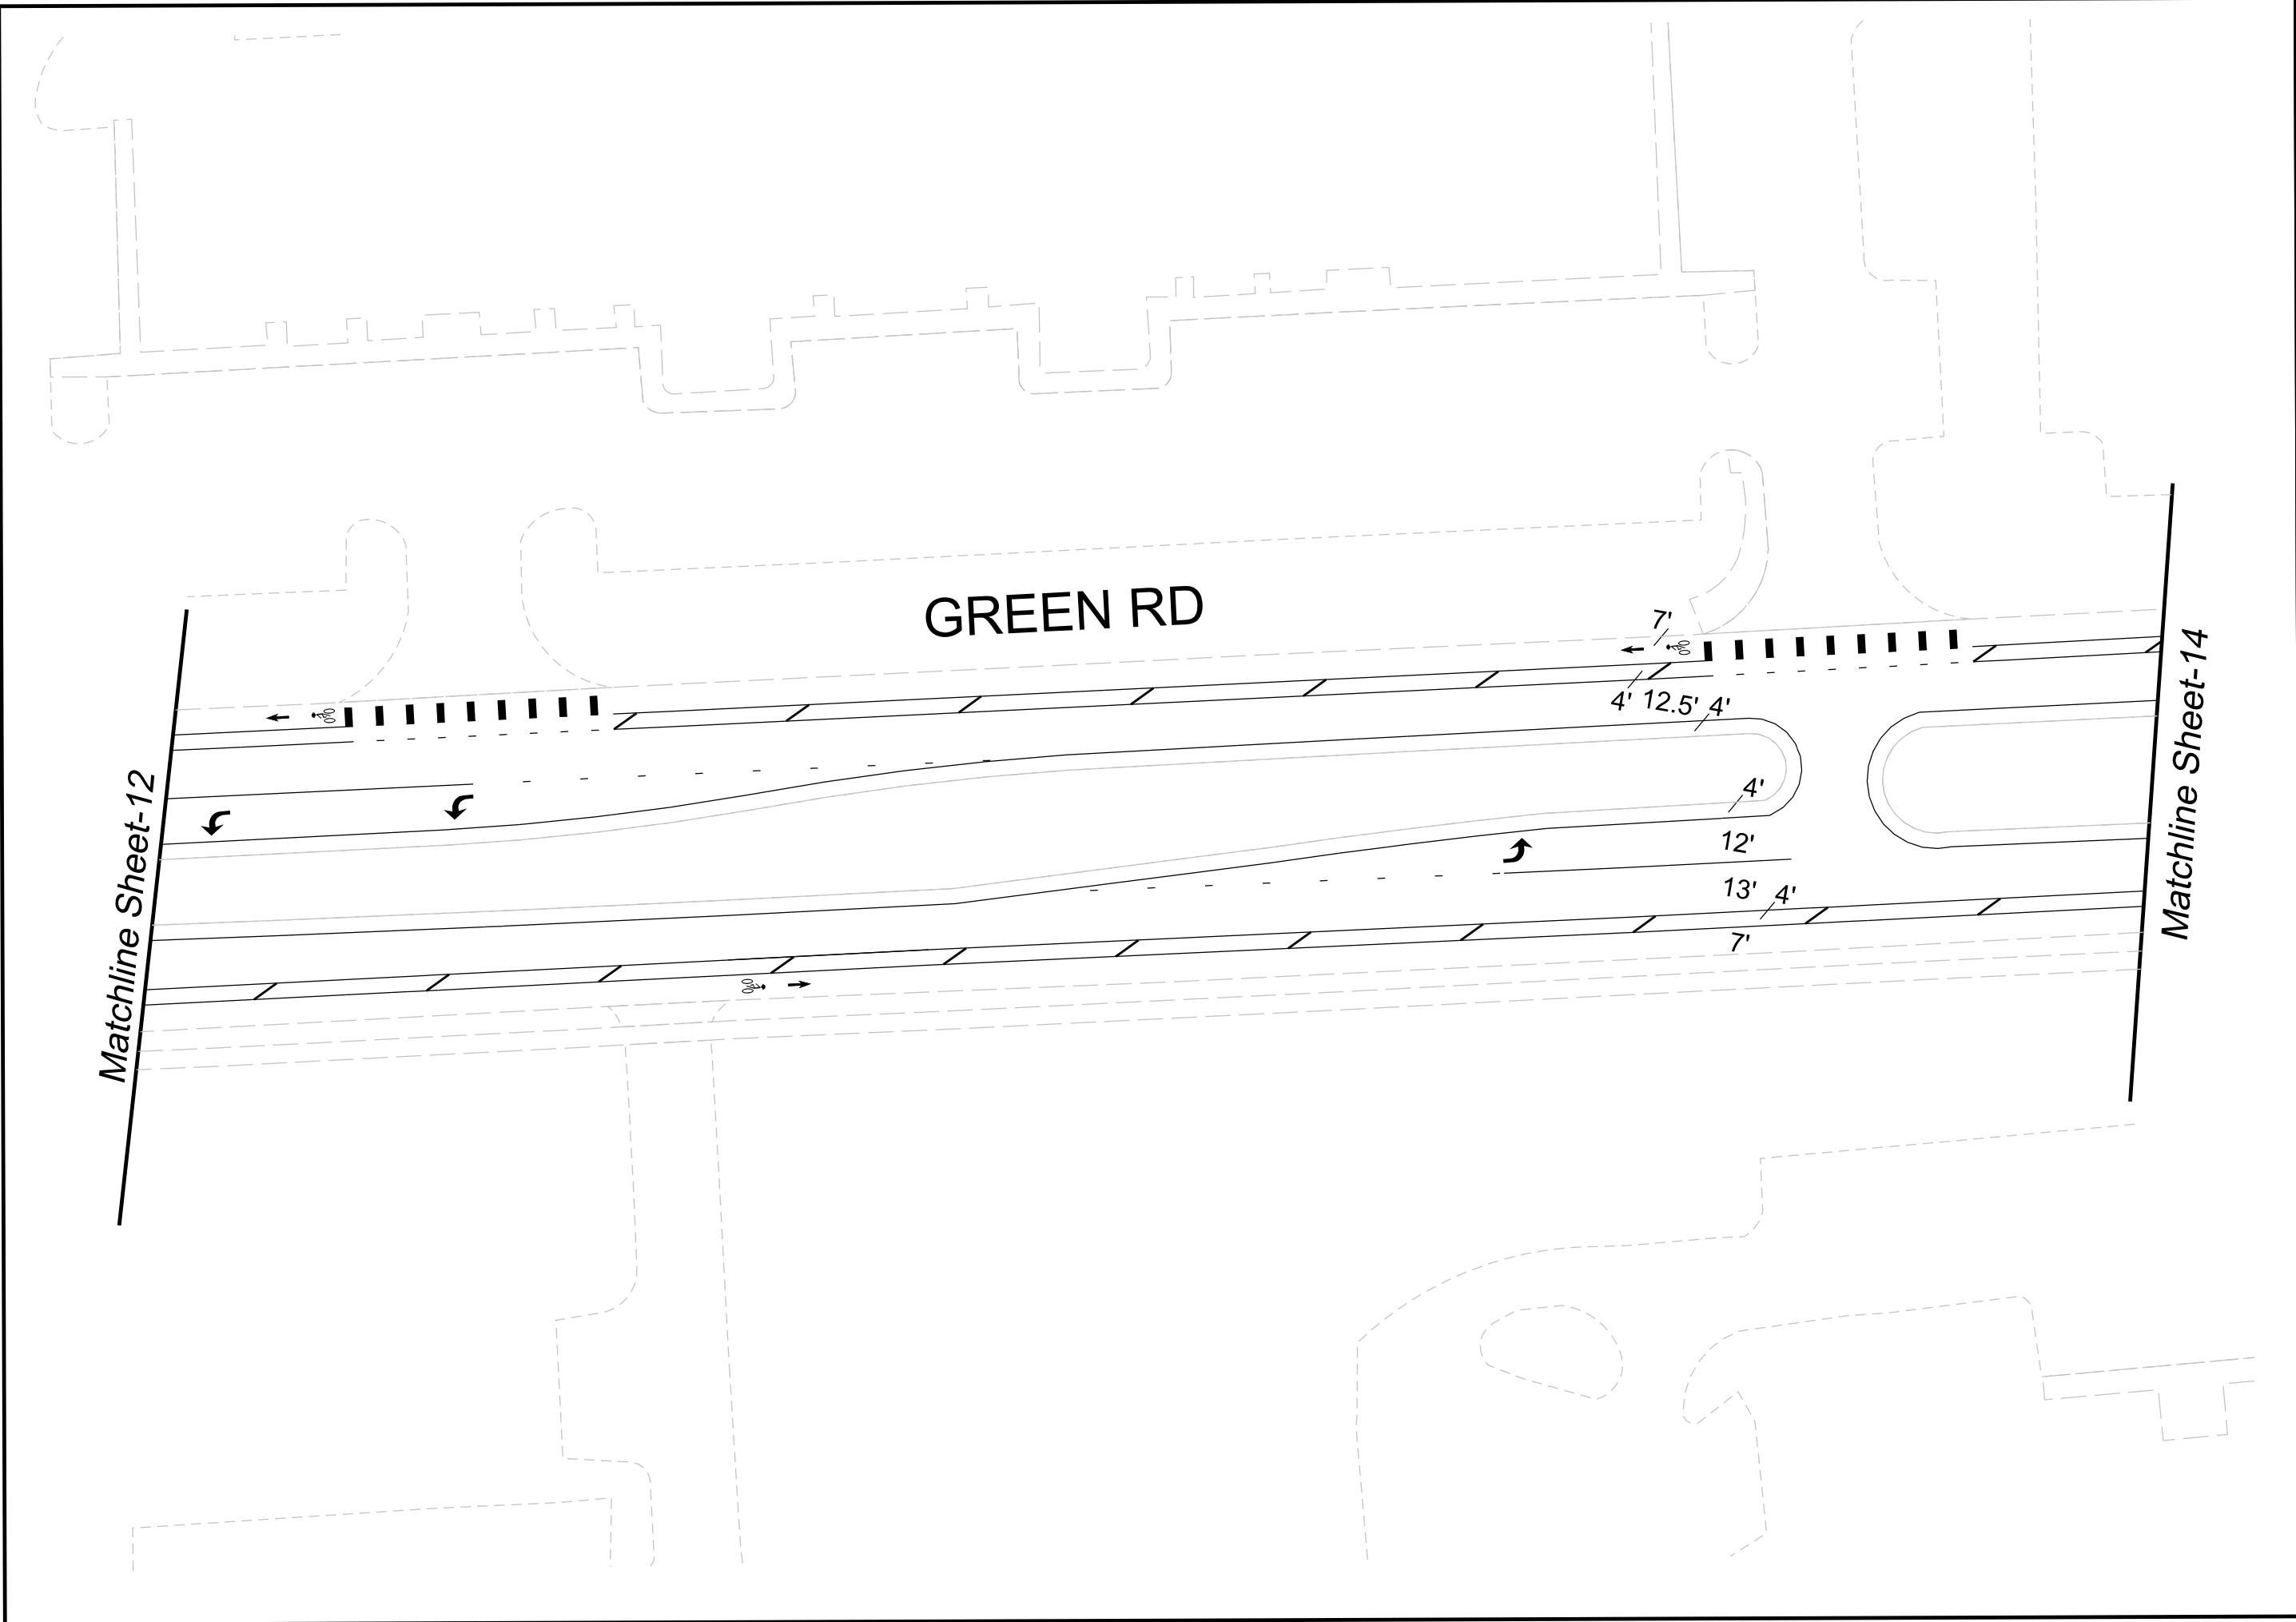 GREEN RD
7'
4' 12.5' 4'
4'
12'
13' 4'
7'
Matchline Sheet-12
Matchline Sheet-14